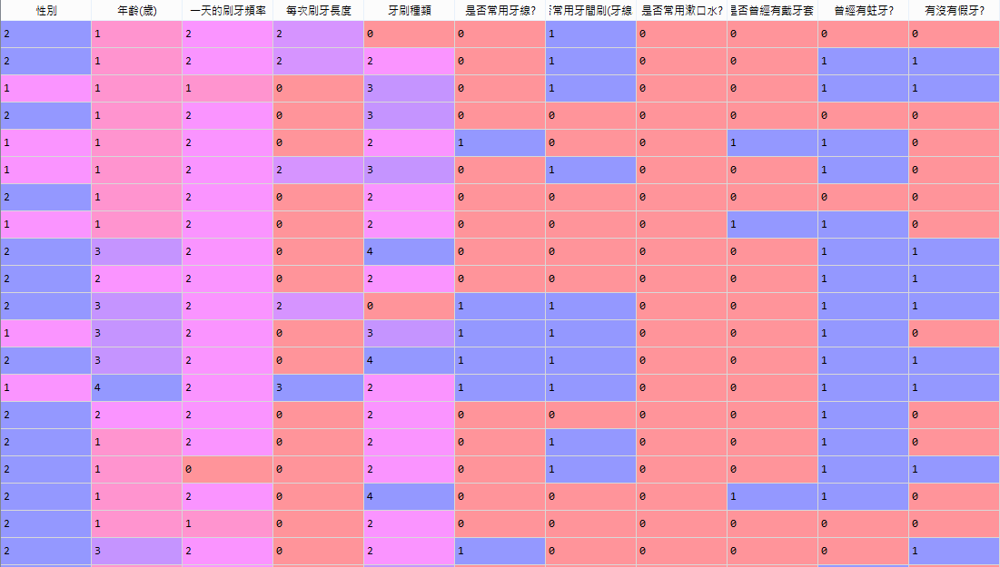 性別 年齡(歲) 一天的刷牙頻率 每次刷牙長度 牙刷種類 是否常用牙線? 常用牙間刷(牙線 是否常用漱口水? 是否曾經有戴牙套 曾經有蛀牙? 有沒有假牙?
2 1 2 2 0 0 1 0 0 0 0
2 1 2 2 2 0 1 0 0 1 1
1 1 1 0 3 0 1 0 0 1 1
2 1 2 0 3 0 0 0 0 0 0
1 1 2 0 2 1 0 0 1 1 0
1 1 2 2 3 0 1 0 0 1 0
2 1 2 0 2 0 0 0 0 0 0
1 1 2 0 2 0 0 0 1 1 0
2 3 2 0 4 0 0 0 0 1 1
2 2 2 0 2 0 0 0 0 1 1
2 3 2 2 0 1 1 0 0 1 1
1 3 2 0 3 1 1 0 0 1 0
2 3 2 0 4 1 1 0 0 1 1
1 4 2 3 2 1 1 0 0 1 1
2 2 2 0 2 0 0 0 0 1 0
2 1 2 0 2 0 1 0 0 1 0
2 1 0 0 2 0 1 0 0 1 1
2 1 2 0 4 0 0 0 1 1 0
2 1 1 0 2 0 0 0 0 0 0
2 3 2 0 2 1 0 0 0 0 1